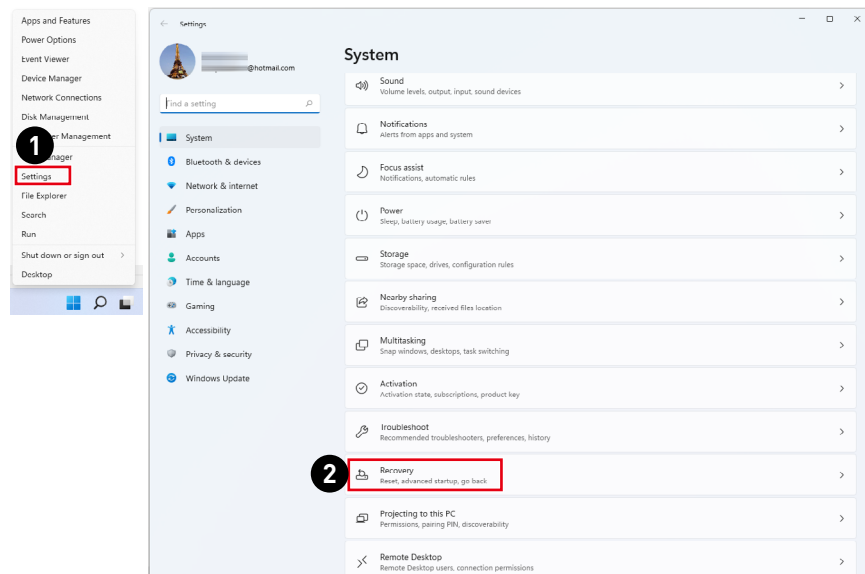 Apps and Features
Power Options
Event Viewer
Device Manager
Network Connections
Disk Management
Management
1
Settings
File Explorer
Search
Run
Shut down or sign out
Desktop
Settings
@hotmail.com
Find a setting
System
Bluetooth & devices
Network & internet
Personalization
Apps
Accounts
Time & language
Gaming
Accessibility
Privacy & security
Windows Update
System
Sound
Volume levels, output, input, sound devices
Notifications
Alerts from apps and system
Focus assist
Notifications, automatic rules
Power
Sleep, battery usage, battery saver
Storage
Storage space, drives, configuration rules
Nearby sharing
Discoverability, received files location
Multitasking
Snap windows, desktops, task switching
Activation
Activation state, subscriptions, product key
Troubleshoot
Recommended troubleshooters, preferences, history
2
Recovery
Reset, advanced startup, go back
Projecting to this PC
Permissions, pairing PIN, discoverability
Remote Desktop
Remote Desktop users, connection permissions